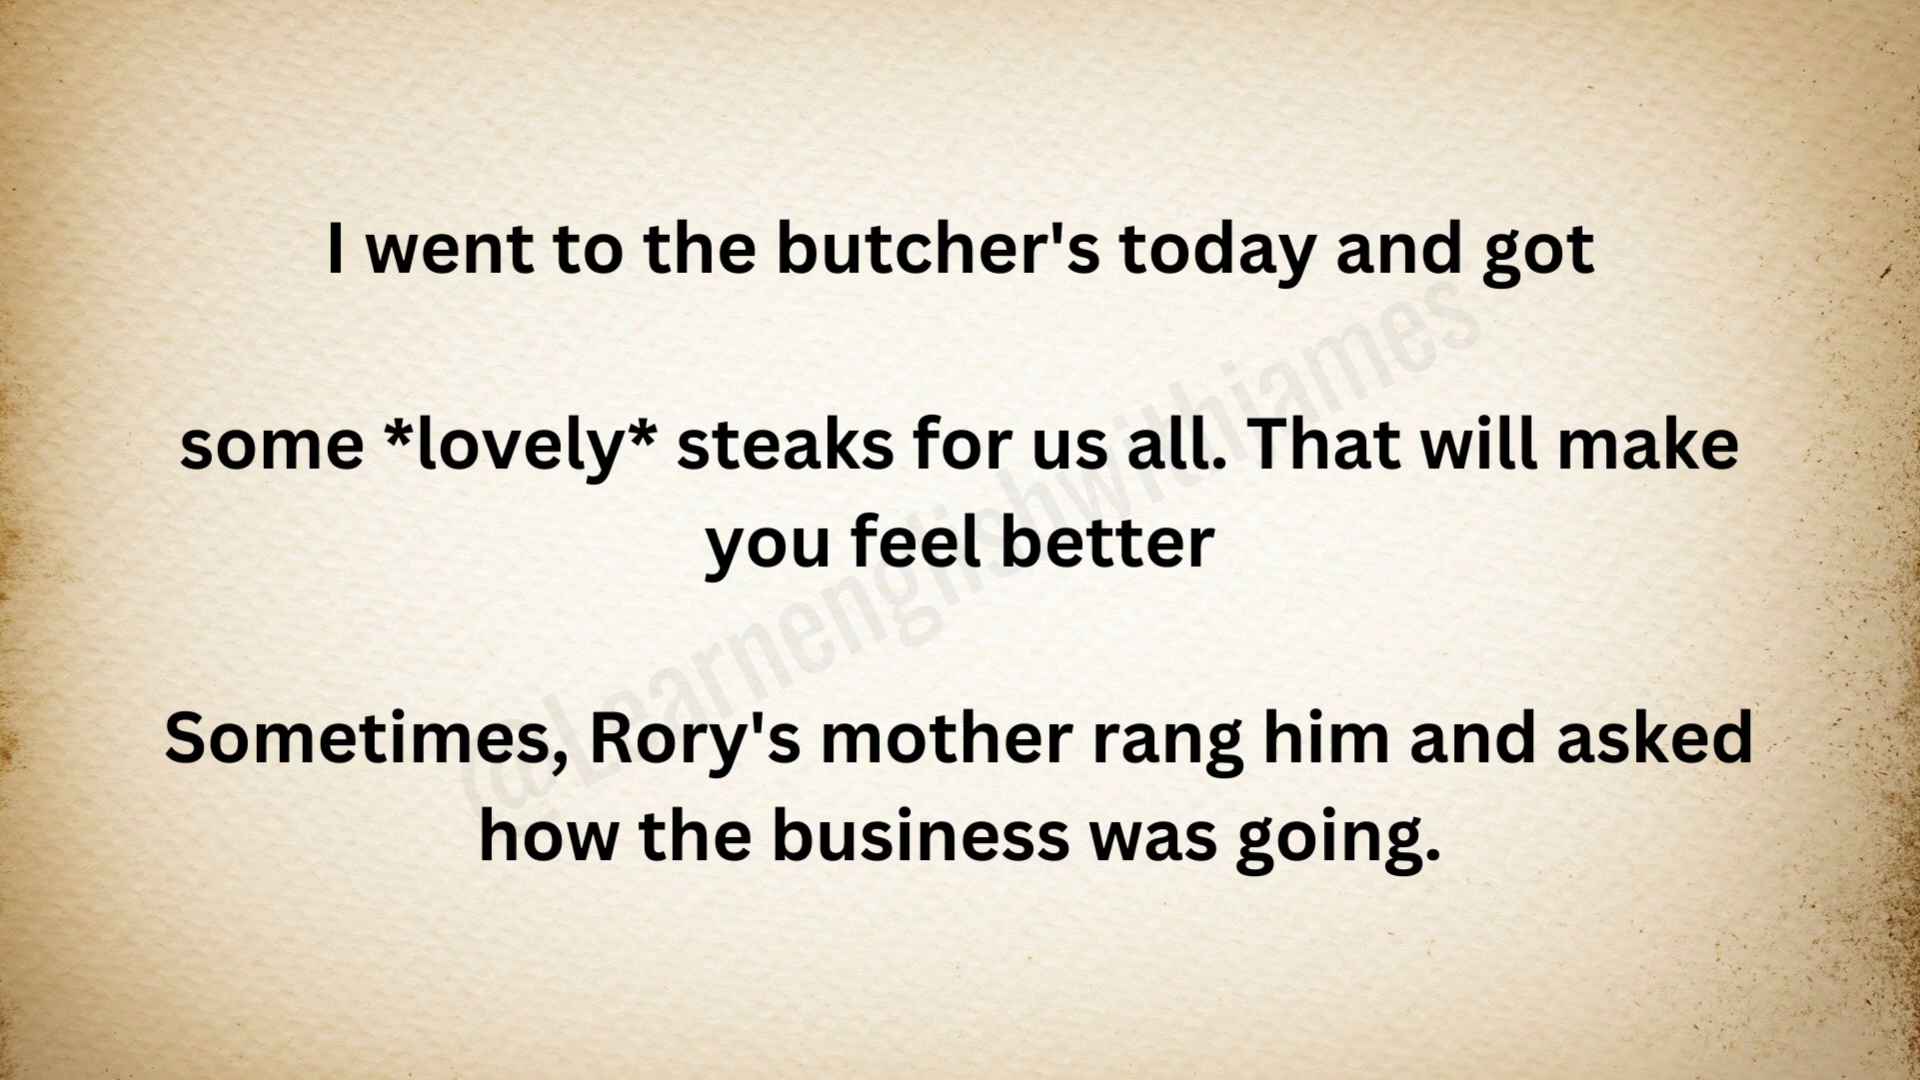 I went to the butcher's today and got
some *lovely* steaks for us all. That will make
you feel better
Sometimes, Rory's mother rang him and asked
how the business was going.
@Learnenglishwithjames